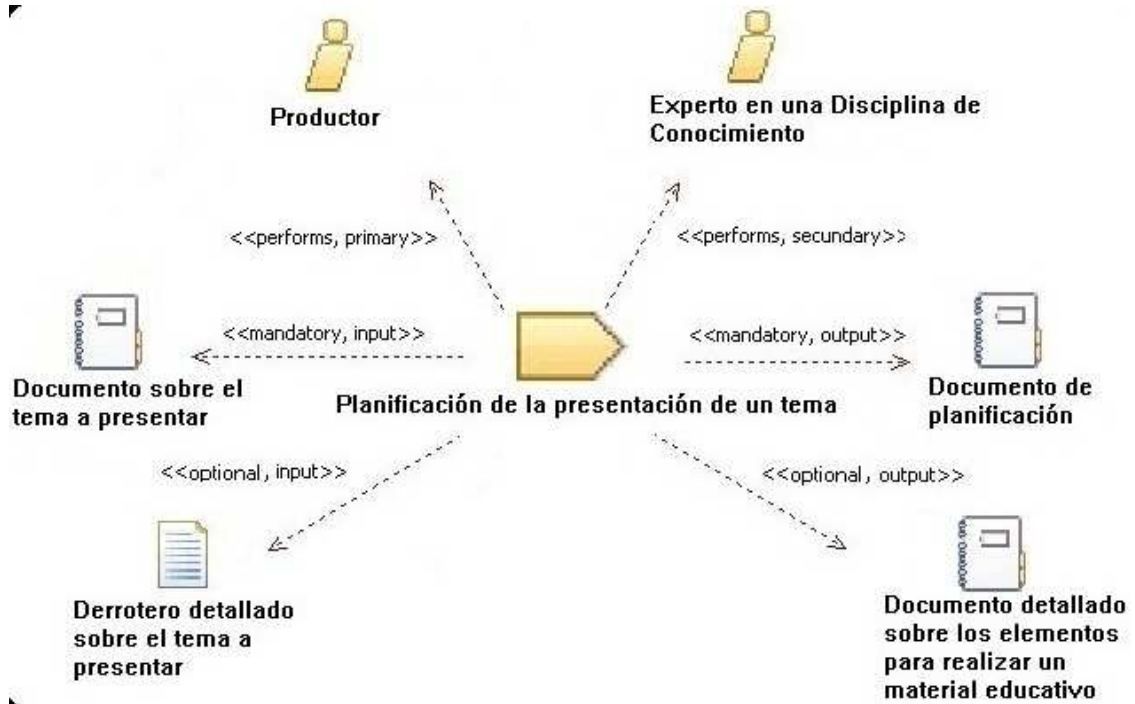 Productor
Experto en una Disciplina de
Conocimiento
<<performs, primary>>
<<performs, secundary>>
<<mandatory, input>>
<<mandatory, output>>
Documento sobre el
tema a presentar
Planificación de la presentación de un tema
Documento de
planificación
<<optional, input>>
<<optional, output>>
Derrotero detallado
sobre el tema a
presentar
Documento detallado
sobre los elementos
para realizar un
material educativo